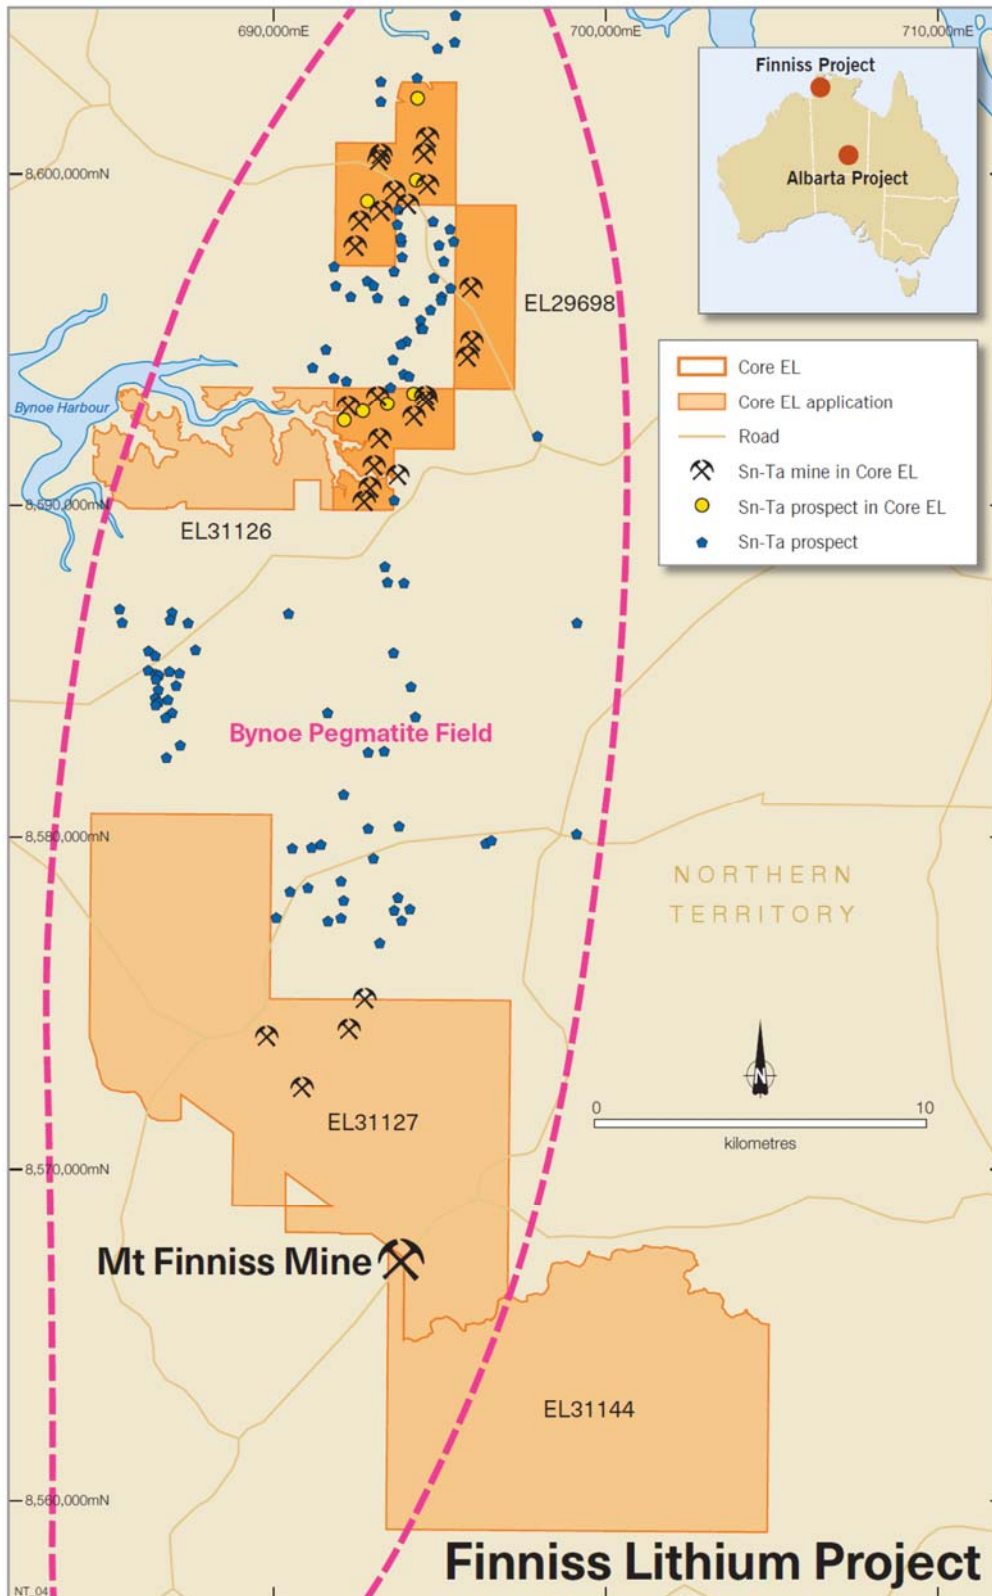 690,000mE
700,000mE
710,000mE
Finniss Project
Albarta Project
8,600,000mN
EL29698
Core EL
Core EL application
Road
Sn-Ta mine in Core EL
Sn-Ta prospect in Core EL
Sn-Ta prospect
Bynoe Harbour
8,590,000mN
EL31126
Bynoe Pegmatite Field
8,580,000mN
NORTHERN
TERRITORY
N
0 10
kilometres
EL31127
8,570,000mN
Mt Finniss Mine
EL31144
8,560,000mN
Finniss Lithium Project
NT_04